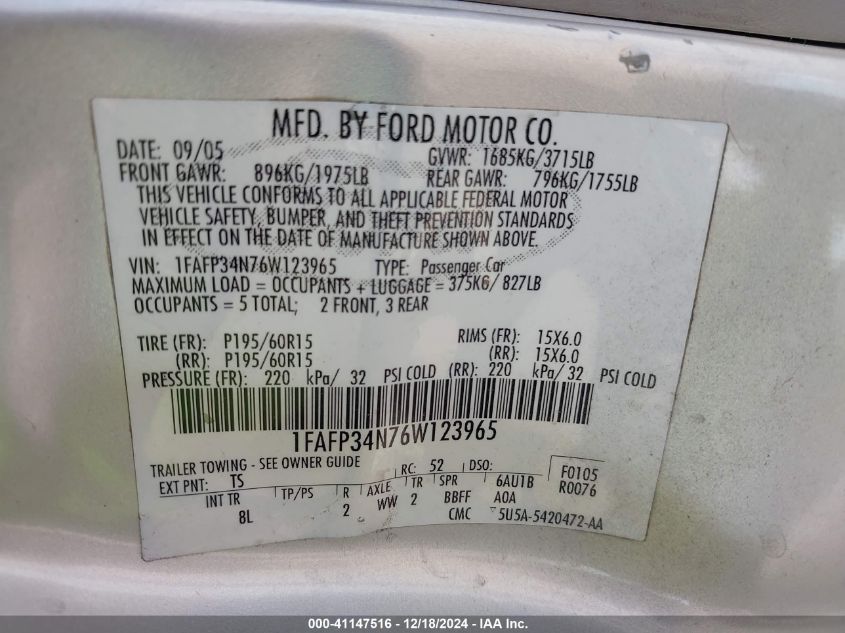 MFD. BY FORD MOTOR CO.
DATE: 09/05 GVWR: 1685KG/3715LB
FRONT GAWR: 896KG/1975LB REAR GAWR: 796KG/1755LB
THIS VEHICLE CONFORMS TO ALL APPLICABLE FEDERAL MOTOR
VEHICLE SAFETY, BUMPER, AND THEFT PREVENTION STANDARDS
IN EFFECT ON THE DATE OF MANUFACTURE SHOWN ABOVE.
VIN: 1FAFP34N76W123965 TYPE: Passenger Car
MAXIMUM LOAD = OCCUPANTS + LUGGAGE = 375KG/ 827LB
OCCUPANTS = 5 TOTAL; 2 FRONT, 3 REAR
TIRE (FR): P195/60R15 RIMS (FR): 15X6.0
(RR): P195/60R15 (RR): 15X6.0
PRESSURE (FR): 220 kPa/ 32 PSI COLD (RR): 220 kPa/ 32 PSI COLD
1FAFP34N76W123965
TRAILER TOWING - SEE OWNER GUIDE RC: 52 DSO: F0105
EXT PNT: TS R0076
INT TR TP/PS R AXLE TR SPR 6AU1B
8L 2 WW 2 BBFF AOA
CMC 5U5A-5420472-AA
000-41147516 - 12/18/2024 - IAA Inc.